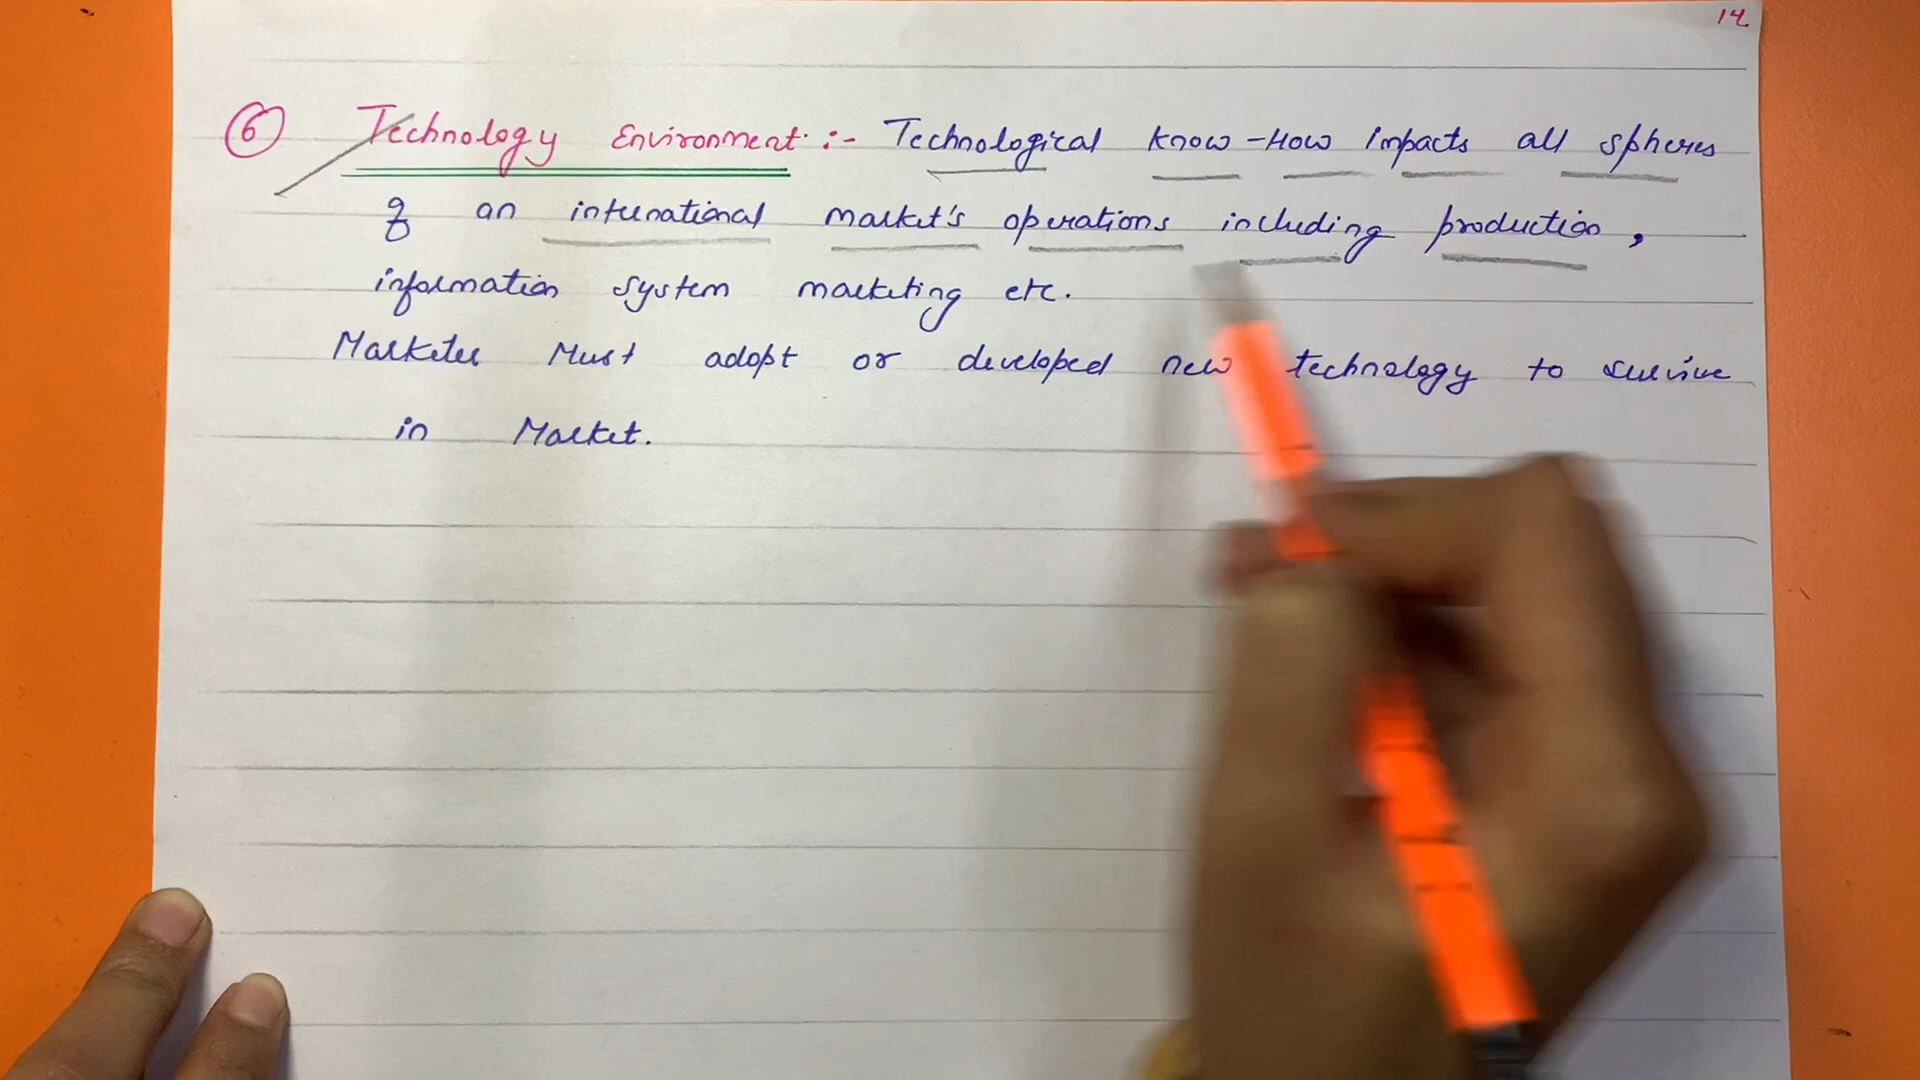 14
6 Technology Environment :- Technological know-How impacts all spheres
of an international market's operations including production,
information system marketing etc.
Marketer Must adopt or developed new technology to survive
in Market.